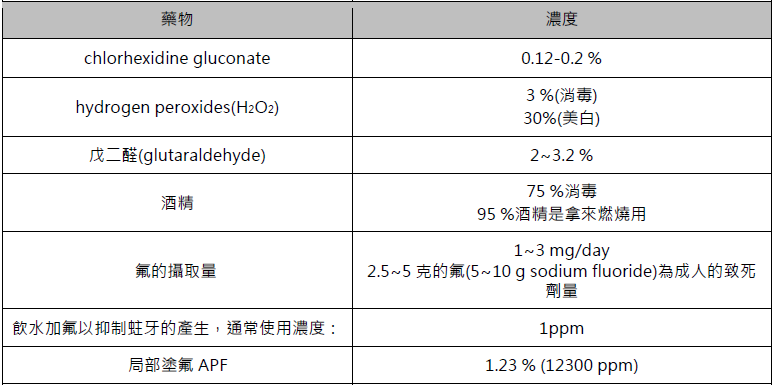 藥物 濃度
chlorhexidine gluconate 0.12-0.2 %
hydrogen peroxides(H2O2) 3 %(消毒)
30%(美白)
戊二醛(glutaraldehyde) 2~3.2 %
酒精 75 %消毒
95 %酒精是拿來燃燒用
氟的攝取量 1~3 mg/day
2.5~5 克的氟(5~10 g sodium fluoride)為成人的致死
劑量
飲水加氟以抑制蛀牙的產生，通常使用濃度： 1ppm
局部塗氟 APF 1.23 % (12300 ppm)